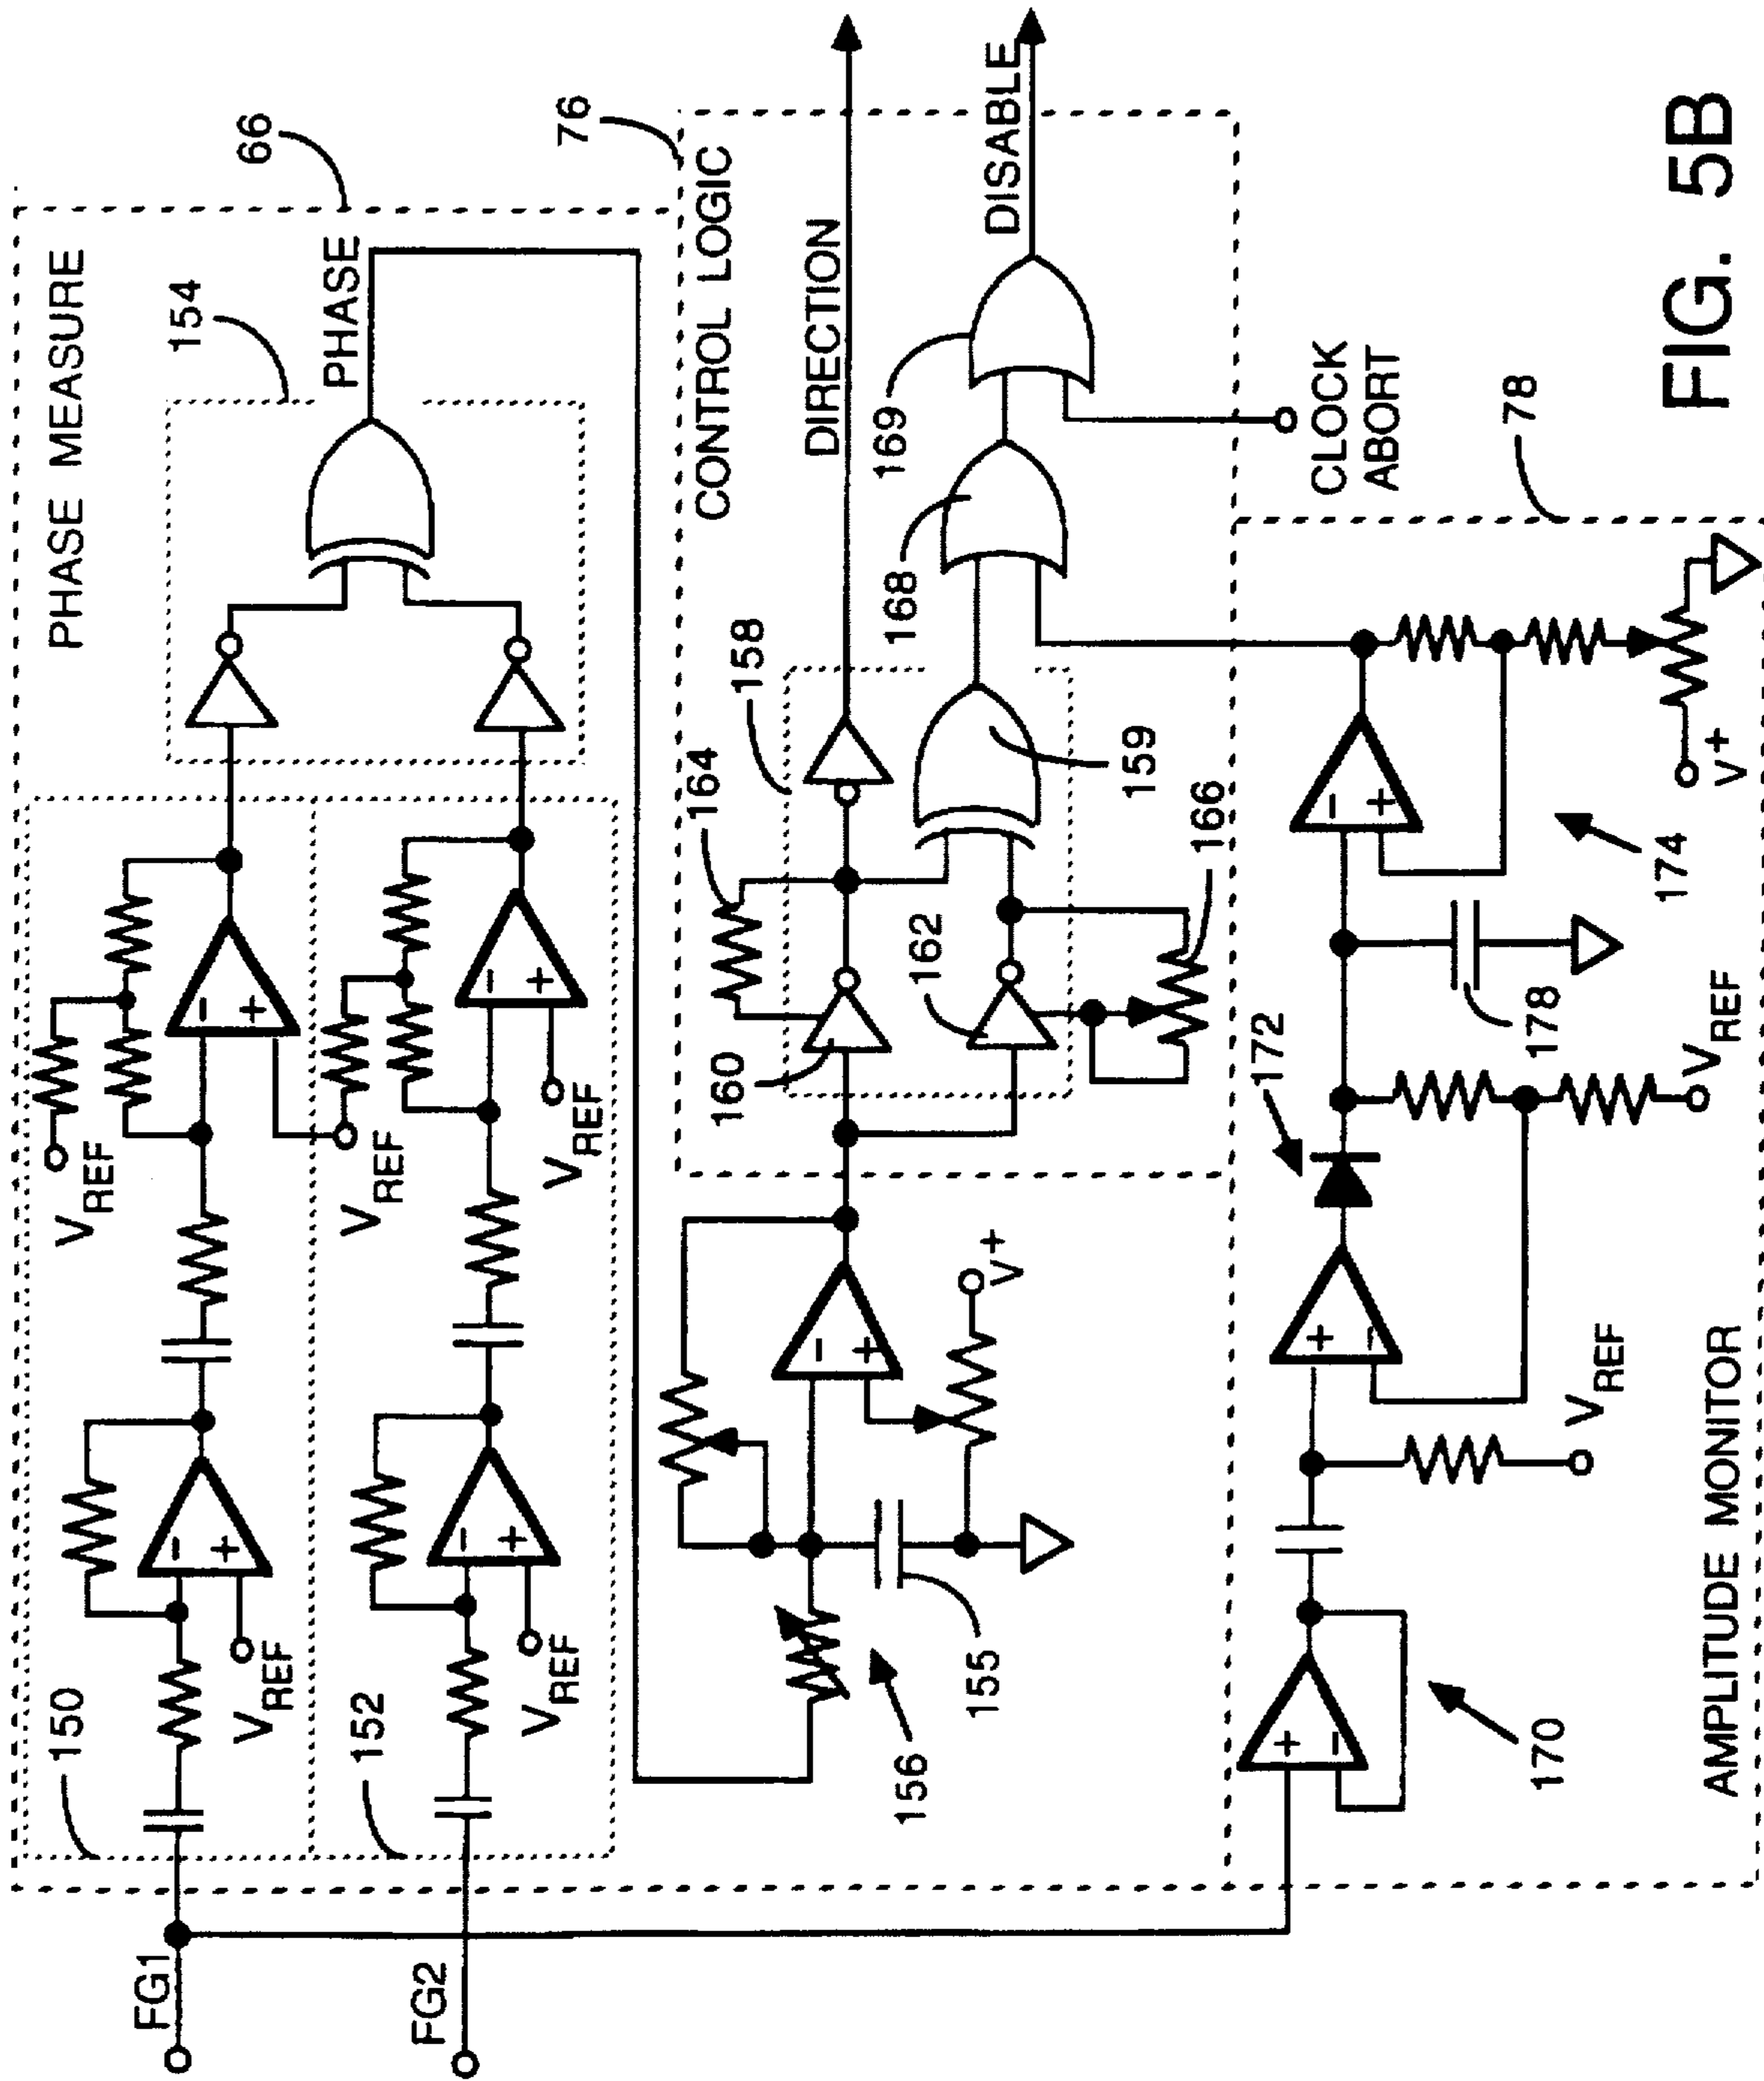 PHASE MEASURE
66
150
VREF
VREF
154
FG1
VREF
PHASE
152
VREF
VREF
FG2
76
CONTROL LOGIC
DIRECTION
164
158
160
162
159
166
168
169
DISABLE
156
155
V+
CLOCK
ABORT
78
170
VREF
172
178
VREF
174
V+
AMPLITUDE MONITOR
FIG. 5B